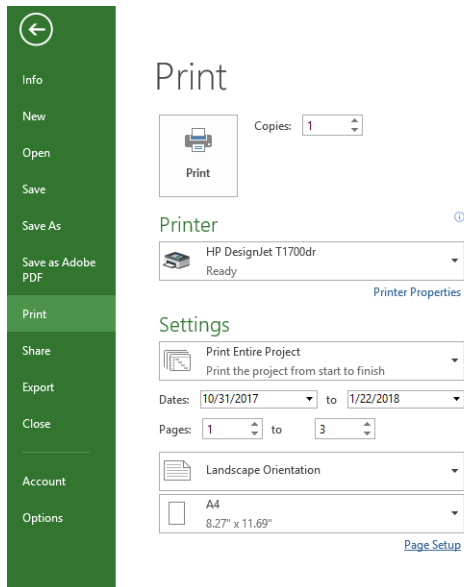 Info
New
Open
Save
Save As
Save as Adobe
PDF
Print
Share
Export
Close
Account
Options
Print
Print
Copies: 1
Printer
HP DesignJet T1700dr
Ready
Printer Properties
Settings
Print Entire Project
Print the project from start to finish
Dates: 10/31/2017 to 1/22/2018
Pages: 1 to 3
Landscape Orientation
A4
8.27" x 11.69"
Page Setup